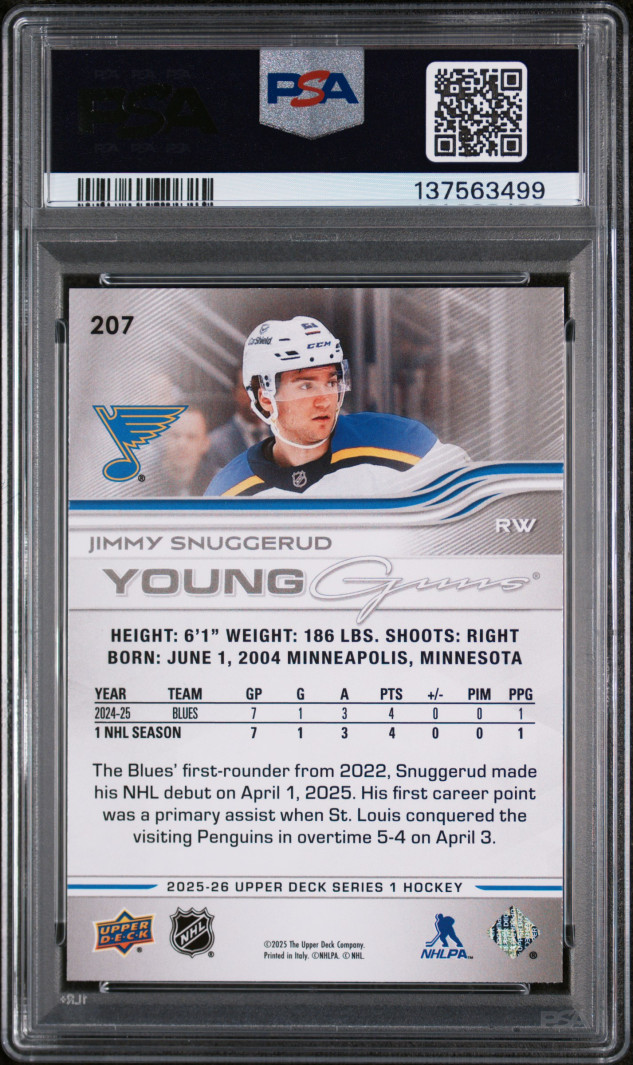 PSA
PSA
137563499
207
CarShield
CCM
21
JIMMY SNUGGERUD
RW
YOUNG Guns®
HEIGHT: 6'1" WEIGHT: 186 LBS. SHOOTS: RIGHT
BORN: JUNE 1, 2004 MINNEAPOLIS, MINNESOTA
YEAR TEAM GP G A PTS +/- PIM PPG
2024-25 BLUES 7 1 3 4 0 0 1
1 NHL SEASON 7 1 3 4 0 0 1
The Blues' first-rounder from 2022, Snuggerud made
his NHL debut on April 1, 2025. His first career point
was a primary assist when St. Louis conquered the
visiting Penguins in overtime 5-4 on April 3.
2025-26 UPPER DECK SERIES 1 HOCKEY
UPPER DECK
NHL
©2025 The Upper Deck Company.
Printed in Italy. ©NHLPA. © NHL.
NHLPA
PSA